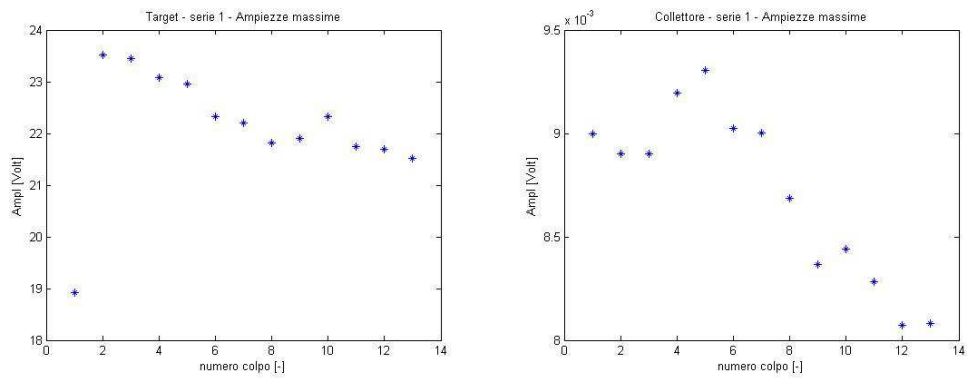 Target - serie 1 - Ampiezze massime
24
23
22
21
20
19
18
Ampl [Volt]
0 2 4 6 8 10 12 14
numero colpo [-]
x 10^-3
Collettore - serie 1 - Ampiezze massime
9.5
9
8.5
8
Ampl [Volt]
0 2 4 6 8 10 12 14
numero colpo [-]